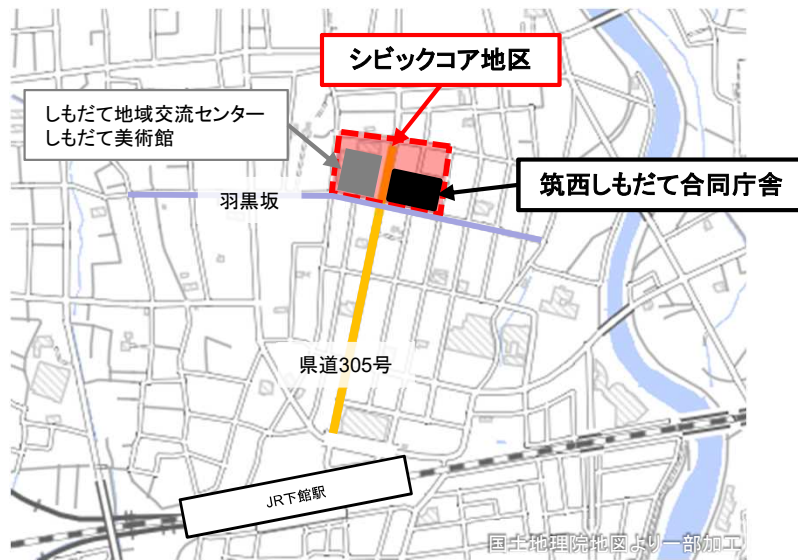 シビックコア地区
しもだて地域交流センター
しもだて美術館
筑西しもだて合同庁舎
羽黒坂
県道305号
JR下館駅
国土地理院地図より一部加工